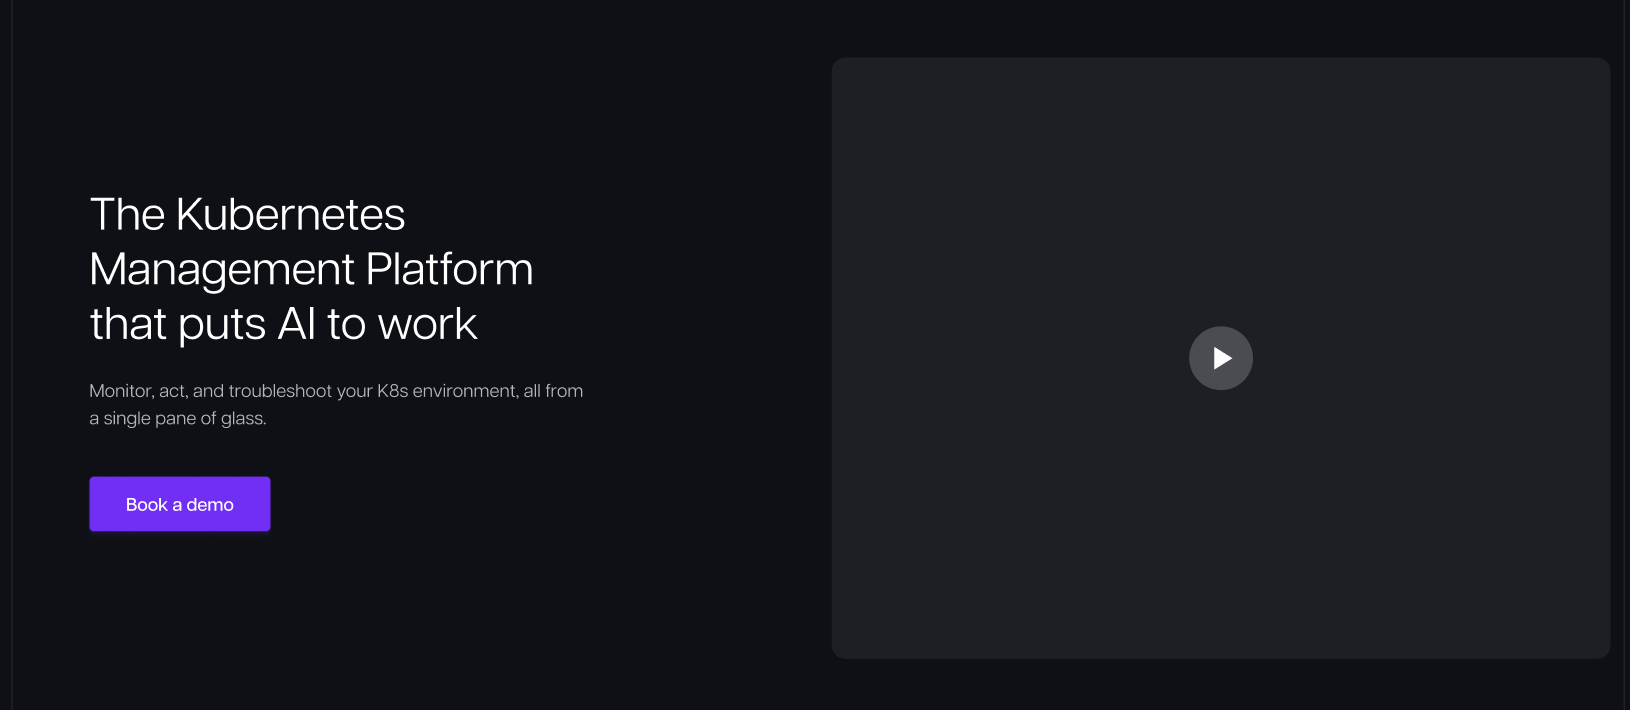 The Kubernetes
Management Platform
that puts AI to work
Monitor, act, and troubleshoot your K8s environment, all from
a single pane of glass.
Book a demo